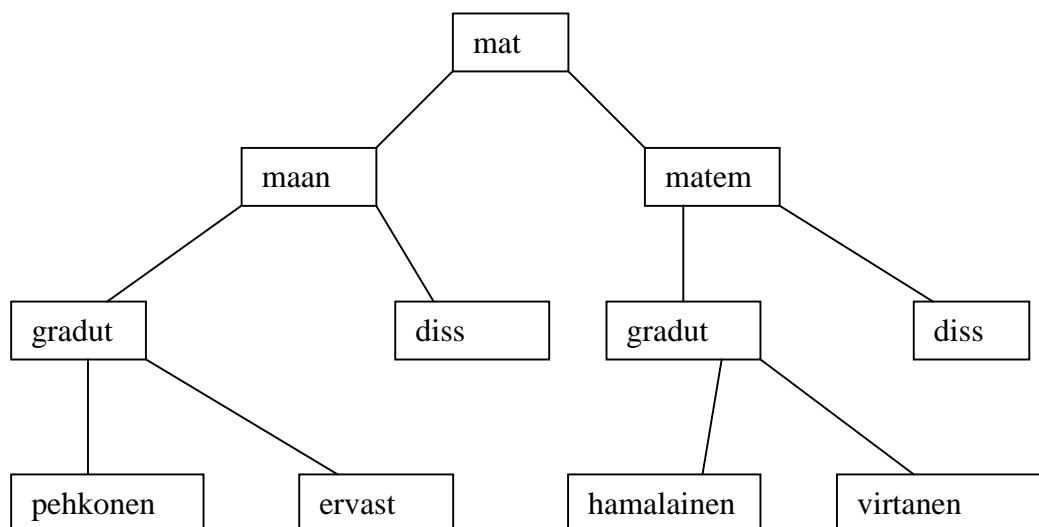 mat
maan
matem
gradut
diss
gradut
diss
pehkonen
ervast
hamalainen
virtanen